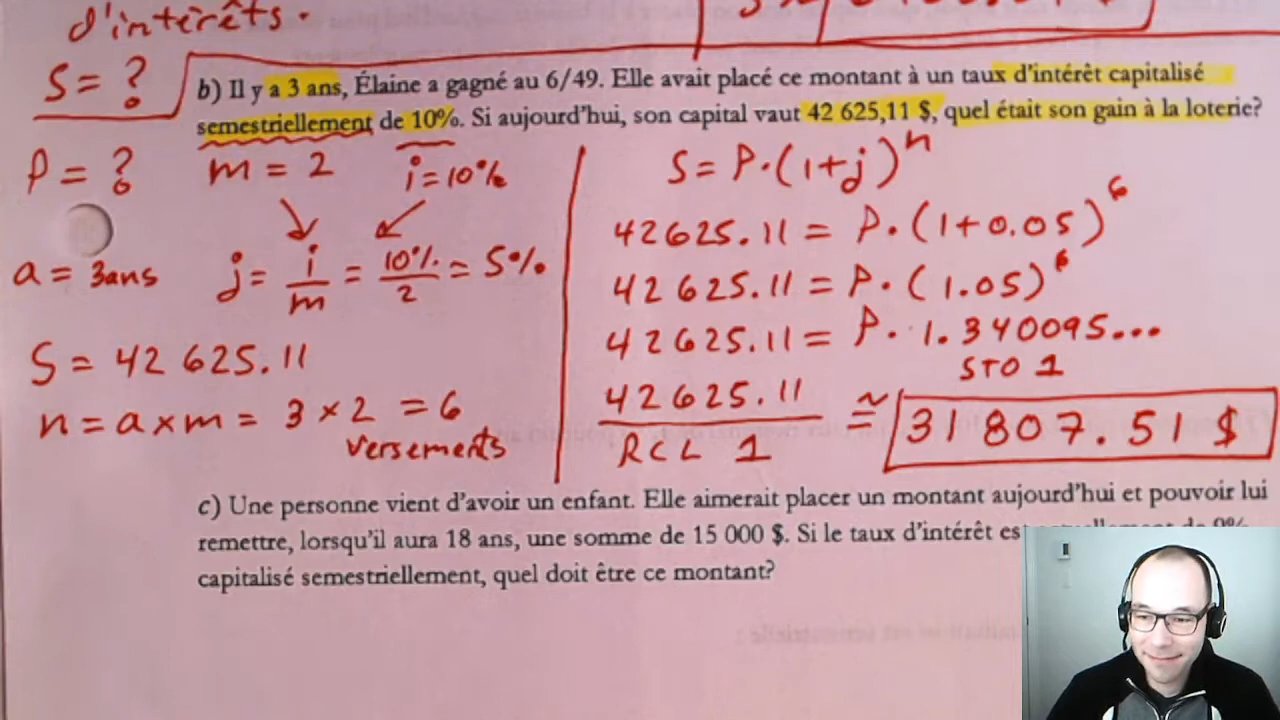 d'intérêts.
S = ?
b) Il y a 3 ans, Élaine a gagné au 6/49. Elle avait placé ce montant à un taux d'intérêt capitalisé
semestriellement de 10%. Si aujourd'hui, son capital vaut 42 625,11 $, quel était son gain à la loterie?
P = ?
m = 2
i = 10%
a = 3ans
j = i/m = 10%/2 = 5%
S = 42 625.11
n = a x m = 3 x 2 = 6
versements
S = P·(1+j)^n
42625.11 = P·(1+0.05)^6
42625.11 = P·(1.05)^6
42625.11 = P·1.340095...
STO 1
42625.11 / RCL 1 ≅ 31 807.51 $
c) Une personne vient d'avoir un enfant. Elle aimerait placer un montant aujourd'hui et pouvoir lui
remettre, lorsqu'il aura 18 ans, une somme de 15 000 $. Si le taux d'intérêt es
capitalisé semestriellement, quel doit être ce montant?